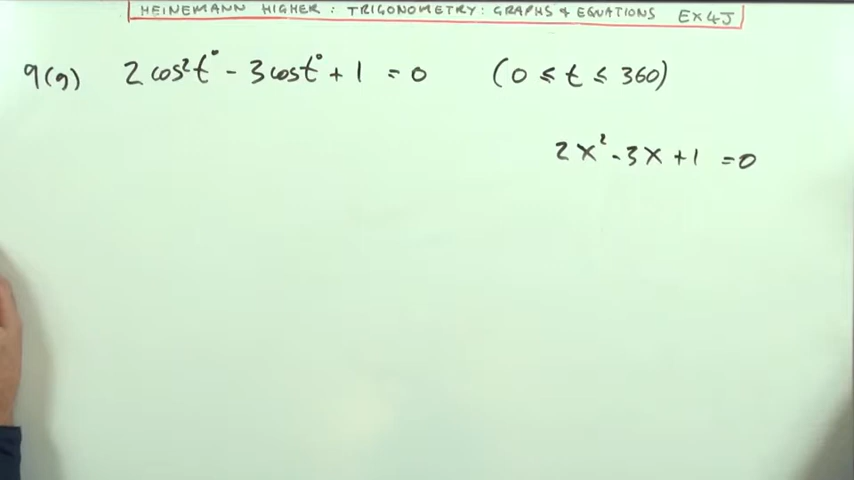 HEINEMANN HIGHER : TRIGONOMETRY: GRAPHS & EQUATIONS EX4J
9(g) 2cos²t° - 3cost° + 1 = 0 (0 ≤ t ≤ 360)
2x² - 3x + 1 = 0